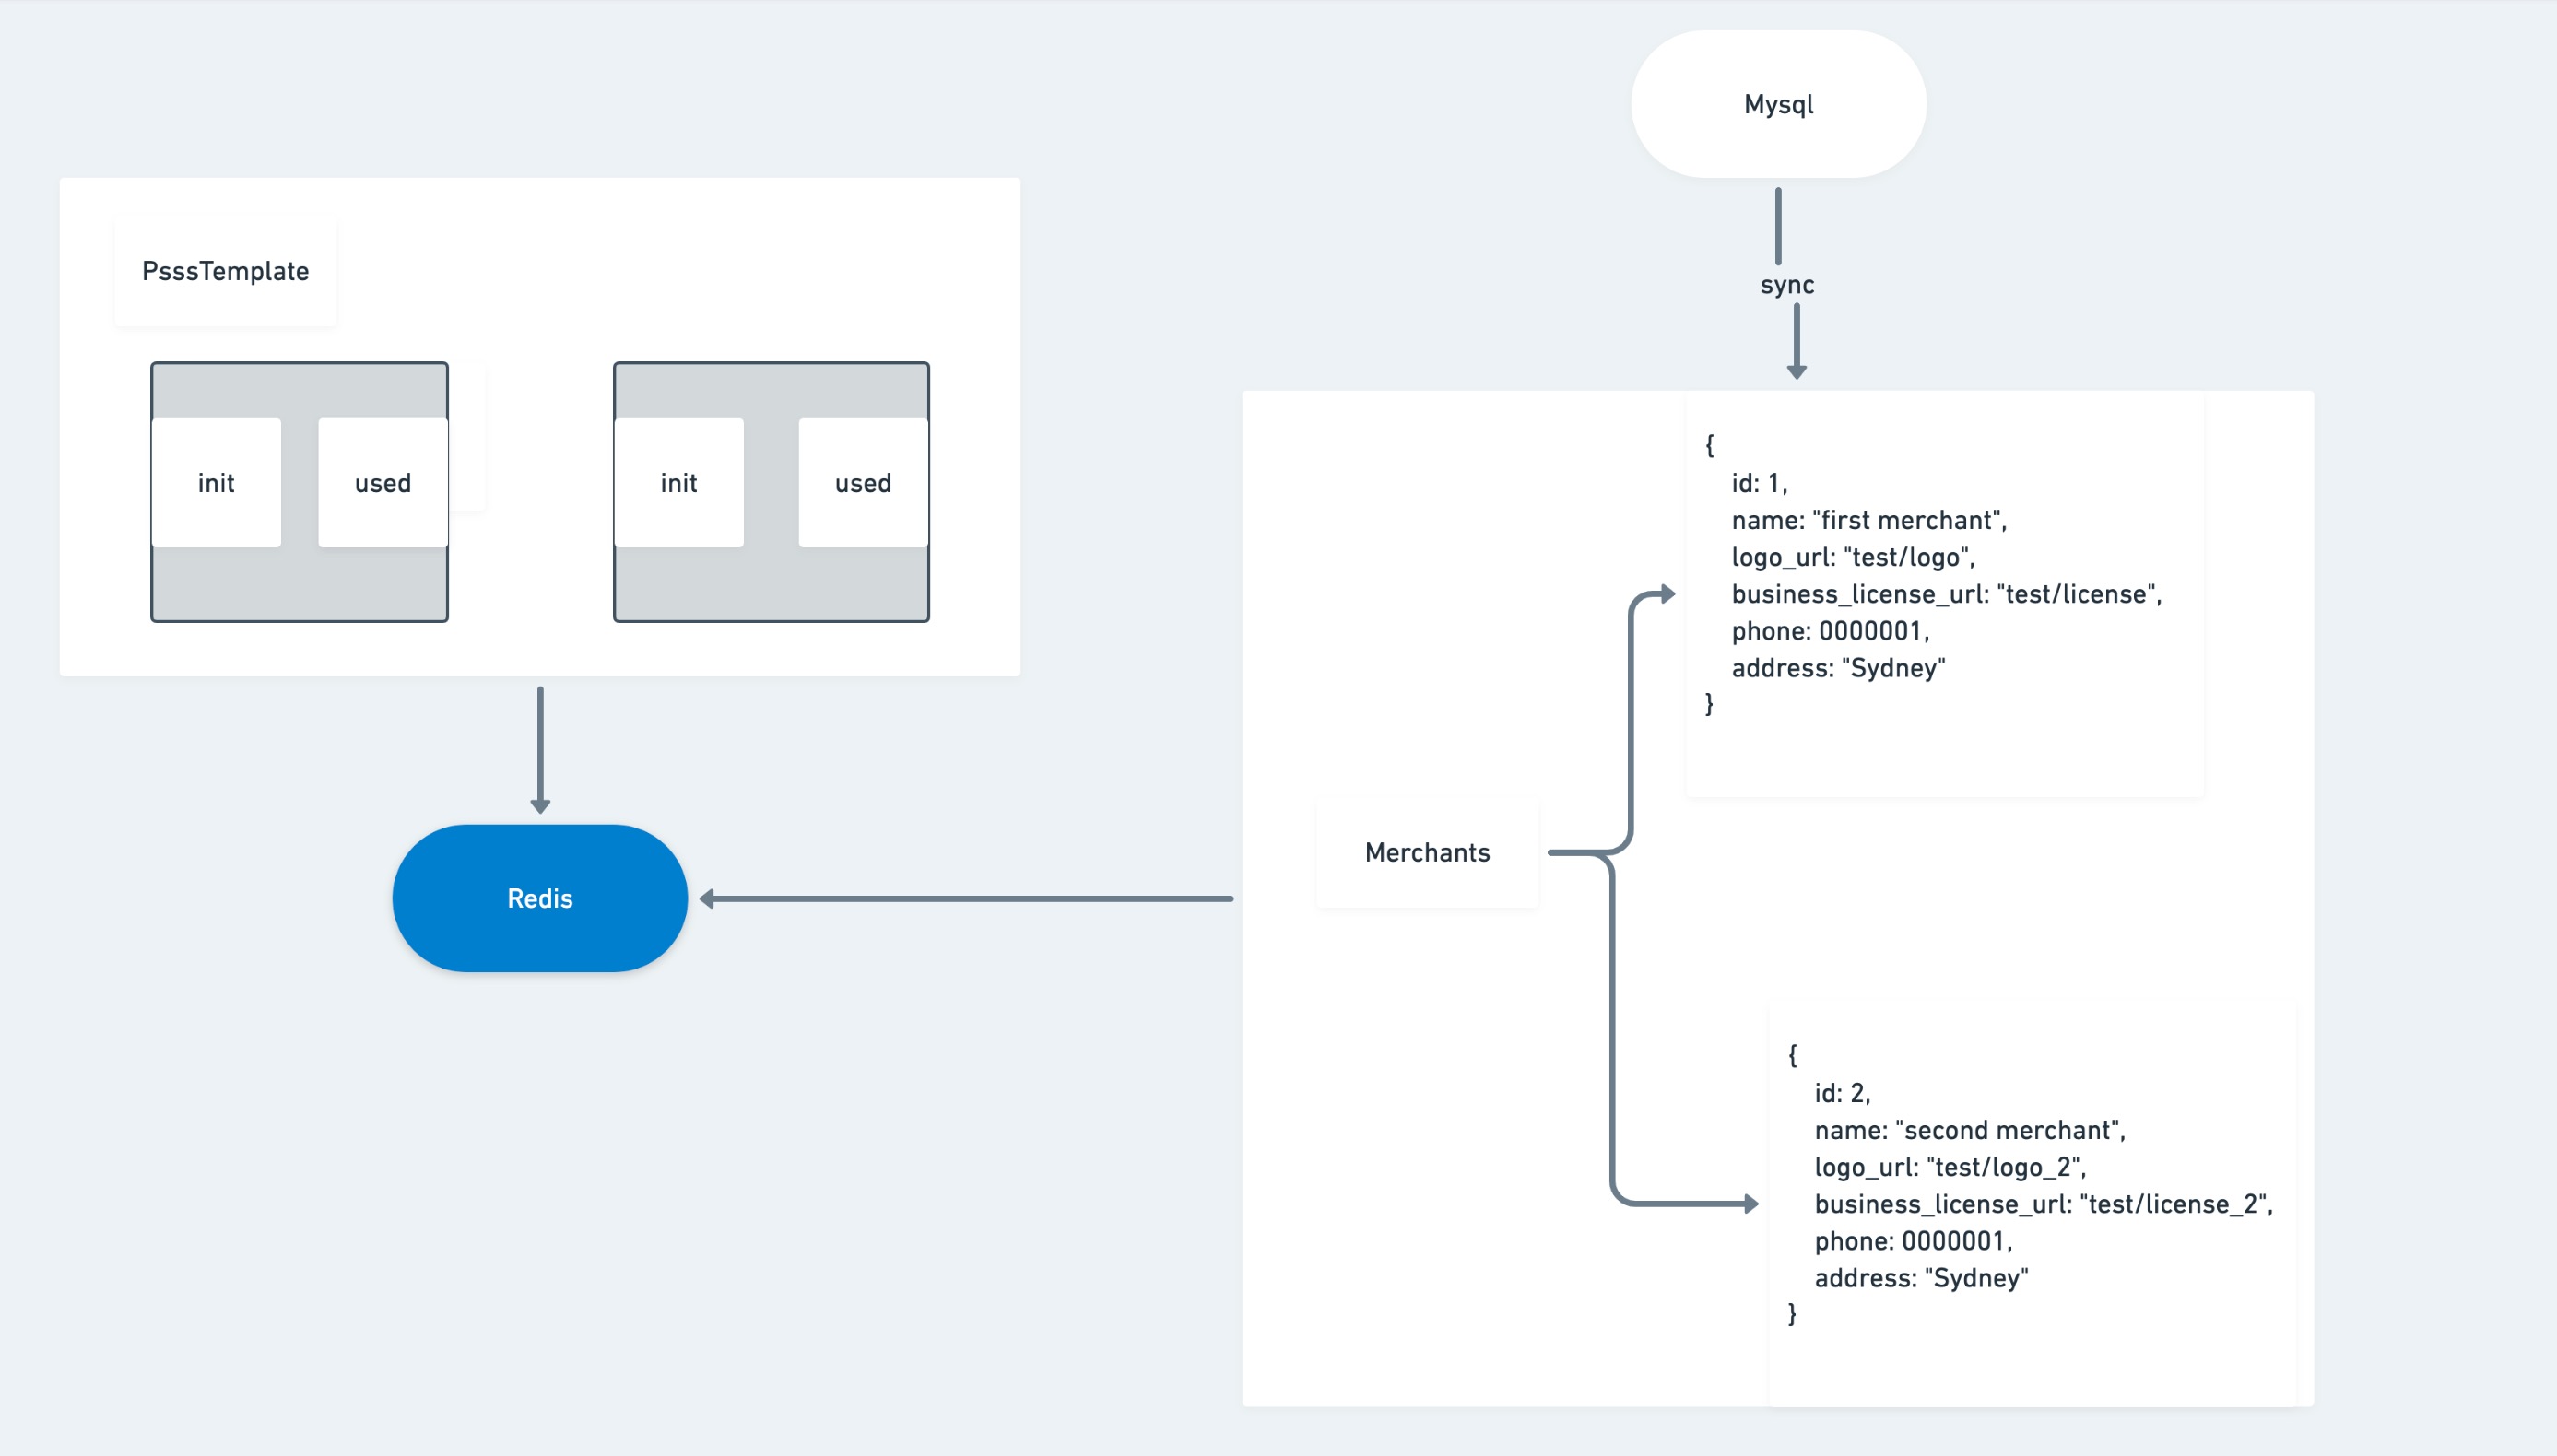 Mysql
sync
PsssTemplate
init
used
init
used
Redis
Merchants
{
id: 1,
name: "first merchant",
logo_url: "test/logo",
business_license_url: "test/license",
phone: 0000001,
address: "Sydney"
}
{
id: 2,
name: "second merchant",
logo_url: "test/logo_2",
business_license_url: "test/license_2",
phone: 0000001,
address: "Sydney"
}